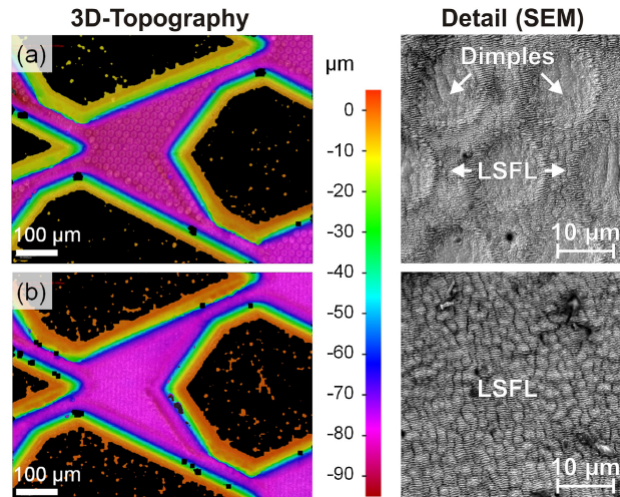 3D-Topography
Detail (SEM)
(a)
100 µm
µm
0
-10
-20
-30
-40
-50
-60
-70
-80
-90
Dimples
LSFL
10 µm
(b)
100 µm
LSFL
10 µm